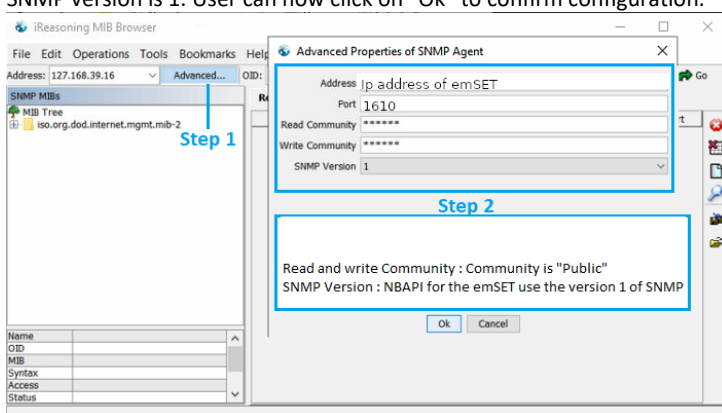 SNMP version is 1. User can now click on "Ok" to confirm configuration.
iReasoning MIB Browser
File Edit Operations Tools Bookmarks Help
Address: 127.168.39.16 Advanced... OID: Go
SNMP MIBs
MIB Tree
iso.org.dod.internet.mgmt.mib-2
Step 1
Advanced Properties of SNMP Agent
Address Ip address of emSET
Port 1610
Read Community ******
Write Community ******
SNMP Version 1
Step 2
Read and write Community : Community is "Public"
SNMP Version : NBAPI for the emSET use the version 1 of SNMP
Ok Cancel
Name
OID
MIB
Syntax
Access
Status